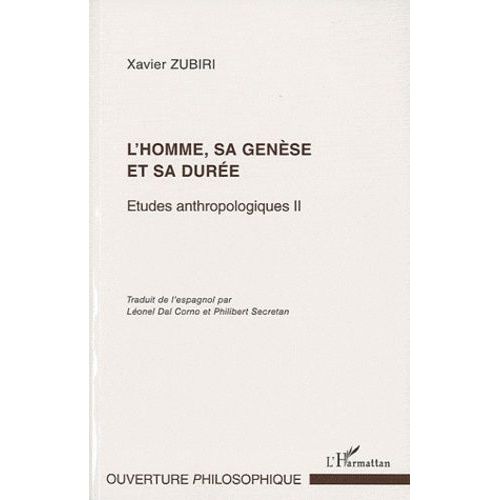 Xavier ZUBIRI
L'HOMME, SA GENÈSE
ET SA DURÉE
Etudes anthropologiques II
Traduit de l'espagnol par
Léonel Dal Corno et Philibert Secretan
L'Harmattan
OUVERTURE PHILOSOPHIQUE